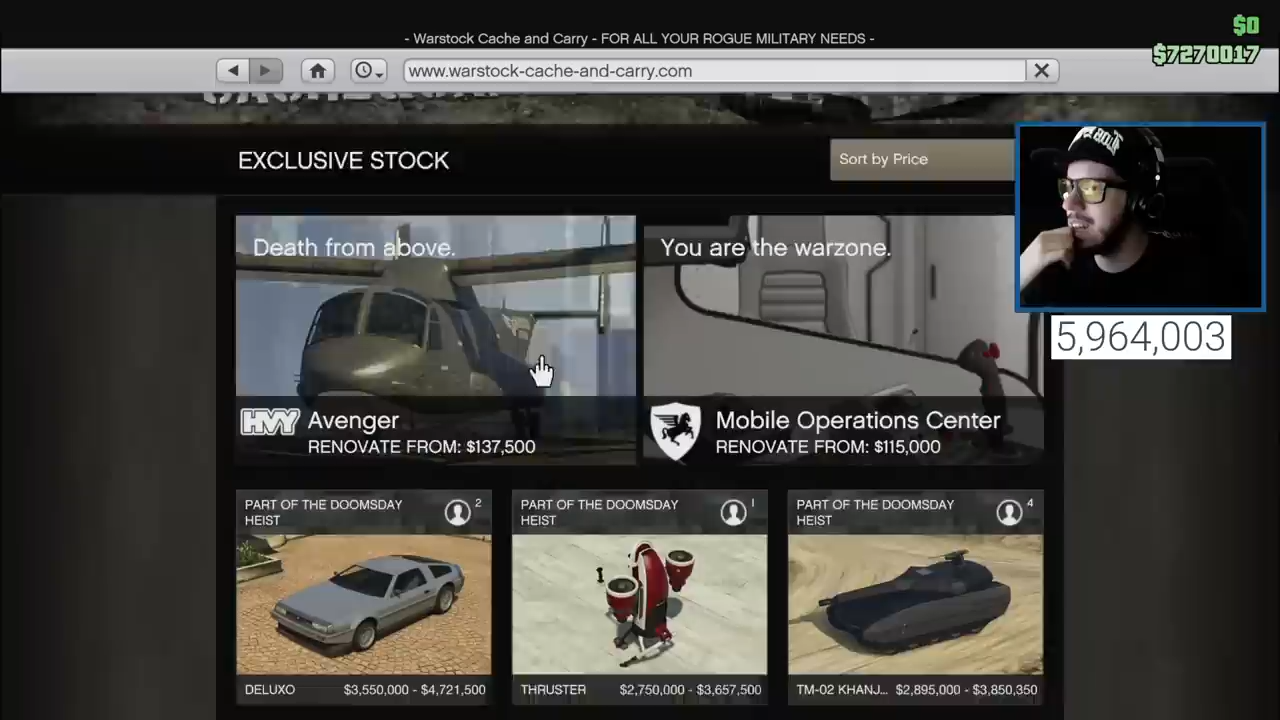 $0
- Warstock Cache and Carry - FOR ALL YOUR ROGUE MILITARY NEEDS -
$7270017
www.warstock-cache-and-carry.com
EXCLUSIVE STOCK
Sort by Price
Death from above.
You are the warzone.
5,964,003
HVY Avenger
RENOVATE FROM: $137,500
Mobile Operations Center
RENOVATE FROM: $115,000
PART OF THE DOOMSDAY HEIST
2
PART OF THE DOOMSDAY HEIST
1
PART OF THE DOOMSDAY HEIST
4
DELUXO $3,550,000 - $4,721,500
THRUSTER $2,750,000 - $3,657,500
TM-02 KHANJ... $2,895,000 - $3,850,350